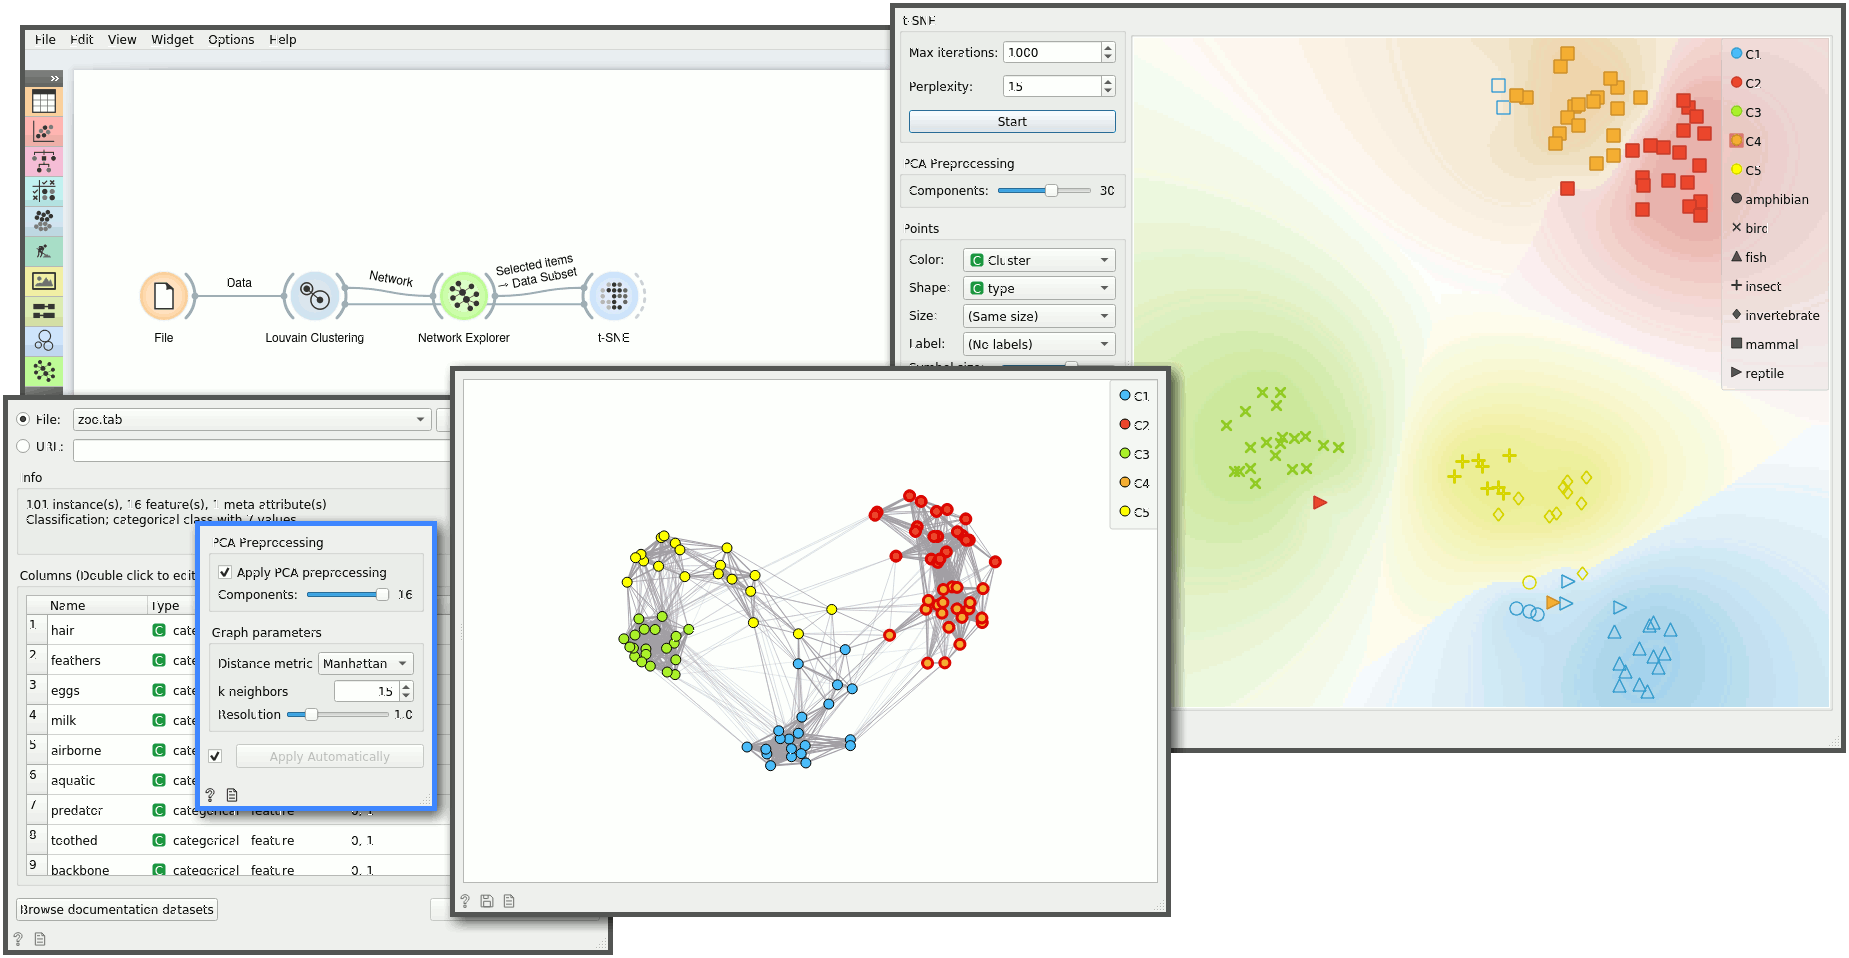 File Edit View Widget Options Help
»
Data
Network
Selected items
→ Data Subset
File
Louvain Clustering
Network Explorer
t-SNE
t-SNE
Max iterations: 1000
Perplexity: 15
Start
PCA Preprocessing
Components: 30
Points
Color: C Cluster
Shape: C type
Size: (Same size)
Label: (No labels)
Symbol size:
C1
C2
C3
C4
C5
amphibian
bird
fish
insect
invertebrate
mammal
reptile
File: zoo.tab
URL:
Info
101 instance(s), 16 feature(s), 1 meta attribute(s)
Classification; categorical class with 7 values
Columns (Double click to edit
Name Type
1 hair C cate
2 feathers C cate
3 eggs C cate
4 milk C cate
5 airborne C cate
6 aquatic C cate
7 predator C categorical feature 0, 1
8 toothed C categorical feature 0, 1
9 backbone C categorical feature 0, 1
Browse documentation datasets
?
PCA Preprocessing
Apply PCA preprocessing
Components: 16
Graph parameters
Distance metric Manhattan
k neighbors 15
Resolution 1.0
Apply Automatically
?
C1
C2
C3
C4
C5
?